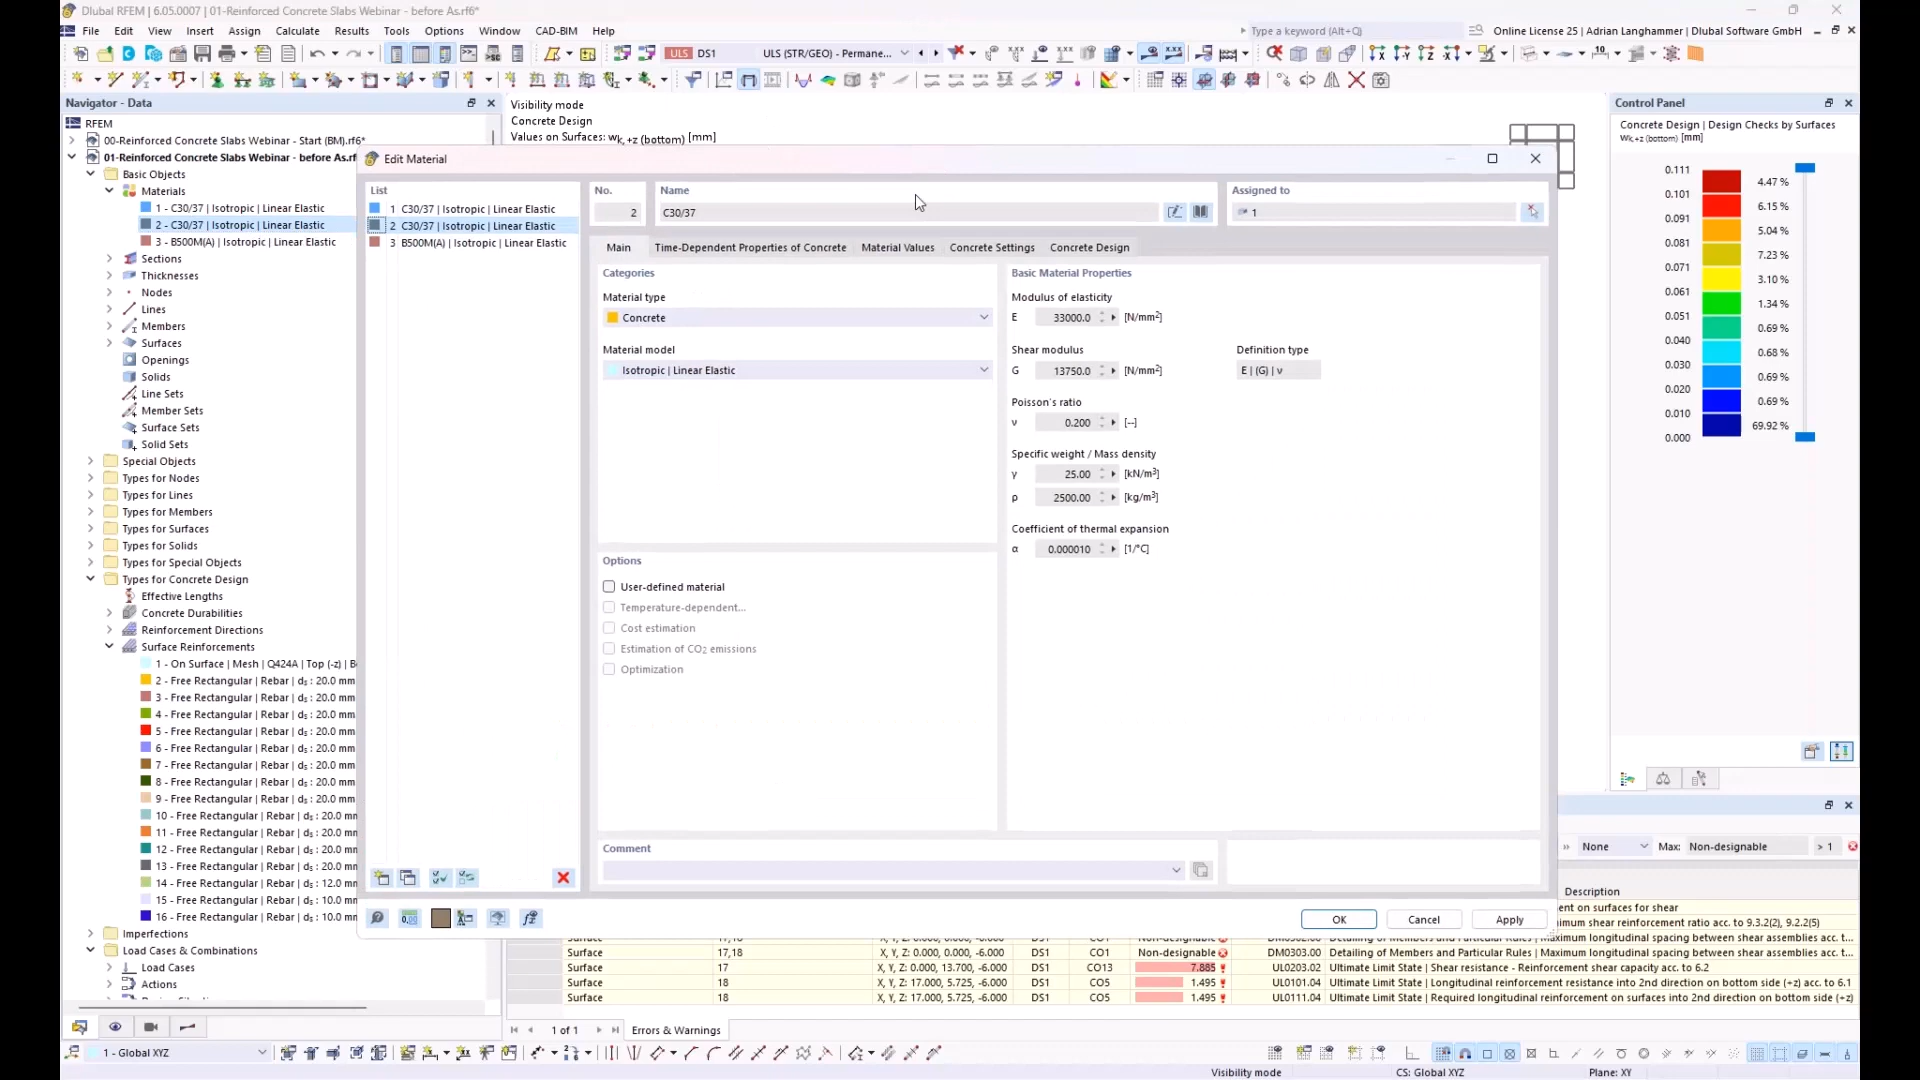 Dlubal RFEM | 6.05.0007 | 01-Reinforced Concrete Slabs Webinar - before As.rf6*
File Edit View Insert Assign Calculate Results Tools Options Window CAD-BIM Help
Type a keyword (Alt+Q)
Online License 25 | Adrian Langhammer | Dlubal Software GmbH
ULS DS1 ULS (STR/GEO) - Permane...
Navigator - Data
RFEM
00-Reinforced Concrete Slabs Webinar - Start (BM).rf6*
01-Reinforced Concrete Slabs Webinar - before As.rf
Basic Objects
Materials
1 - C30/37 | Isotropic | Linear Elastic
2 - C30/37 | Isotropic | Linear Elastic
3 - B500M(A) | Isotropic | Linear Elastic
Sections
Thicknesses
Nodes
Lines
Members
Surfaces
Openings
Solids
Line Sets
Member Sets
Surface Sets
Solid Sets
Special Objects
Types for Nodes
Types for Lines
Types for Members
Types for Surfaces
Types for Solids
Types for Special Objects
Types for Concrete Design
Effective Lengths
Concrete Durabilities
Reinforcement Directions
Surface Reinforcements
1 - On Surface | Mesh | Q424A | Top (-z) | B
2 - Free Rectangular | Rebar | ds : 20.0 mm
3 - Free Rectangular | Rebar | ds : 20.0 mm
4 - Free Rectangular | Rebar | ds : 20.0 mm
5 - Free Rectangular | Rebar | ds : 20.0 mm
6 - Free Rectangular | Rebar | ds : 20.0 mm
7 - Free Rectangular | Rebar | ds : 20.0 mm
8 - Free Rectangular | Rebar | ds : 20.0 mm
9 - Free Rectangular | Rebar | ds : 20.0 mm
10 - Free Rectangular | Rebar | ds : 20.0 m
11 - Free Rectangular | Rebar | ds : 20.0 m
12 - Free Rectangular | Rebar | ds : 20.0 m
13 - Free Rectangular | Rebar | ds : 20.0 m
14 - Free Rectangular | Rebar | ds : 12.0 m
15 - Free Rectangular | Rebar | ds : 10.0 m
16 - Free Rectangular | Rebar | ds : 10.0 m
Imperfections
Load Cases & Combinations
Load Cases
Actions
1 - Global XYZ
Visibility mode
Concrete Design
Values on Surfaces: wk,+z (bottom) [mm]
Edit Material
List
1 C30/37 | Isotropic | Linear Elastic
2 C30/37 | Isotropic | Linear Elastic
3 B500M(A) | Isotropic | Linear Elastic
No.
2
Name
C30/37
Assigned to
1
Main Time-Dependent Properties of Concrete Material Values Concrete Settings Concrete Design
Categories
Material type
Concrete
Material model
Isotropic | Linear Elastic
Options
User-defined material
Temperature-dependent...
Cost estimation
Estimation of CO2 emissions
Optimization
Basic Material Properties
Modulus of elasticity
E 33000.0 [N/mm2]
Shear modulus Definition type
G 13750.0 [N/mm2] E | (G) | ν
Poisson's ratio
ν 0.200 [--]
Specific weight / Mass density
γ 25.00 [kN/m3]
ρ 2500.00 [kg/m3]
Coefficient of thermal expansion
α 0.000010 [1/°C]
Comment
OK Cancel Apply
Control Panel
Concrete Design | Design Checks by Surfaces
wk,+z (bottom) [mm]
0.111
4.47 %
0.101
6.15 %
0.091
5.04 %
0.081
7.23 %
0.071
3.10 %
0.061
1.34 %
0.051
0.69 %
0.040
0.68 %
0.030
0.69 %
0.020
0.69 %
0.010
69.92 %
0.000
None Max: Non-designable > 1
Description
ent on surfaces for shear
imum shear reinforcement ratio acc. to 9.3.2(2), 9.2.2(5)
Surface 17,18 X, Y, Z: 0.000, 0.000, -6.000 DS1 CO1 Non-designable DM0302.00 Detailing of Members and Particular Rules | Maximum longitudinal spacing between shear assemblies acc. t...
Surface 17,18 X, Y, Z: 0.000, 0.000, -6.000 DS1 CO1 Non-designable DM0303.00 Detailing of Members and Particular Rules | Maximum longitudinal spacing between shear assemblies acc. t...
Surface 17 X, Y, Z: 0.000, 13.700, -6.000 DS1 CO13 7.885 UL0203.02 Ultimate Limit State | Shear resistance - Reinforcement shear capacity acc. to 6.2
Surface 18 X, Y, Z: 17.000, 5.725, -6.000 DS1 CO5 1.495 UL0101.04 Ultimate Limit State | Longitudinal reinforcement resistance into 2nd direction on bottom side (+z) acc. to 6.1
Surface 18 X, Y, Z: 17.000, 5.725, -6.000 DS1 CO5 1.495 UL0111.04 Ultimate Limit State | Required longitudinal reinforcement on surfaces into 2nd direction on bottom side (+z)
1 of 1 Errors & Warnings
Visibility mode CS: Global XYZ Plane: XY